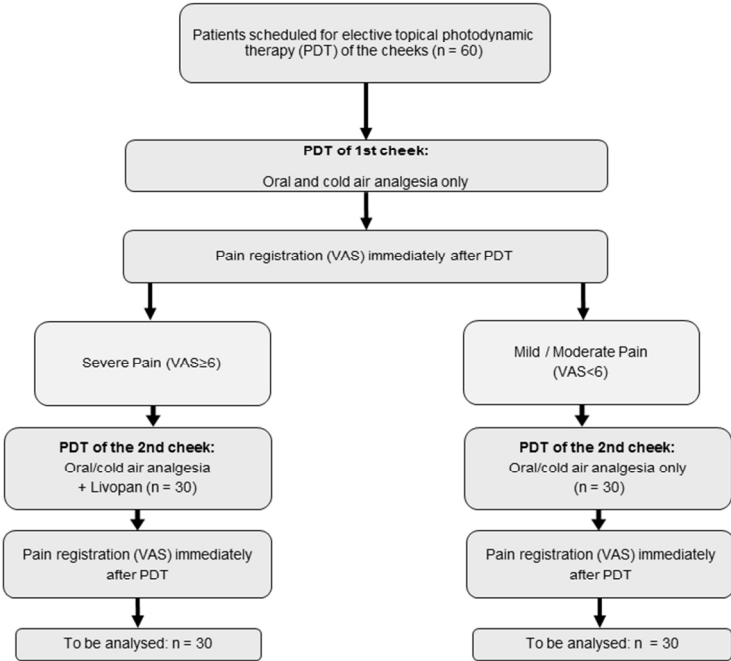 Patients scheduled for elective topical photodynamic
therapy (PDT) of the cheeks (n = 60)
PDT of 1st cheek:
Oral and cold air analgesia only
Pain registration (VAS) immediately after PDT
Severe Pain (VAS≥6)
Mild / Moderate Pain
(VAS<6)
PDT of the 2nd cheek:
Oral/cold air analgesia
+ Livopan (n = 30)
PDT of the 2nd cheek:
Oral/cold air analgesia only
(n = 30)
Pain registration (VAS) immediately
after PDT
Pain registration (VAS) immediately
after PDT
To be analysed: n = 30
To be analysed: n = 30